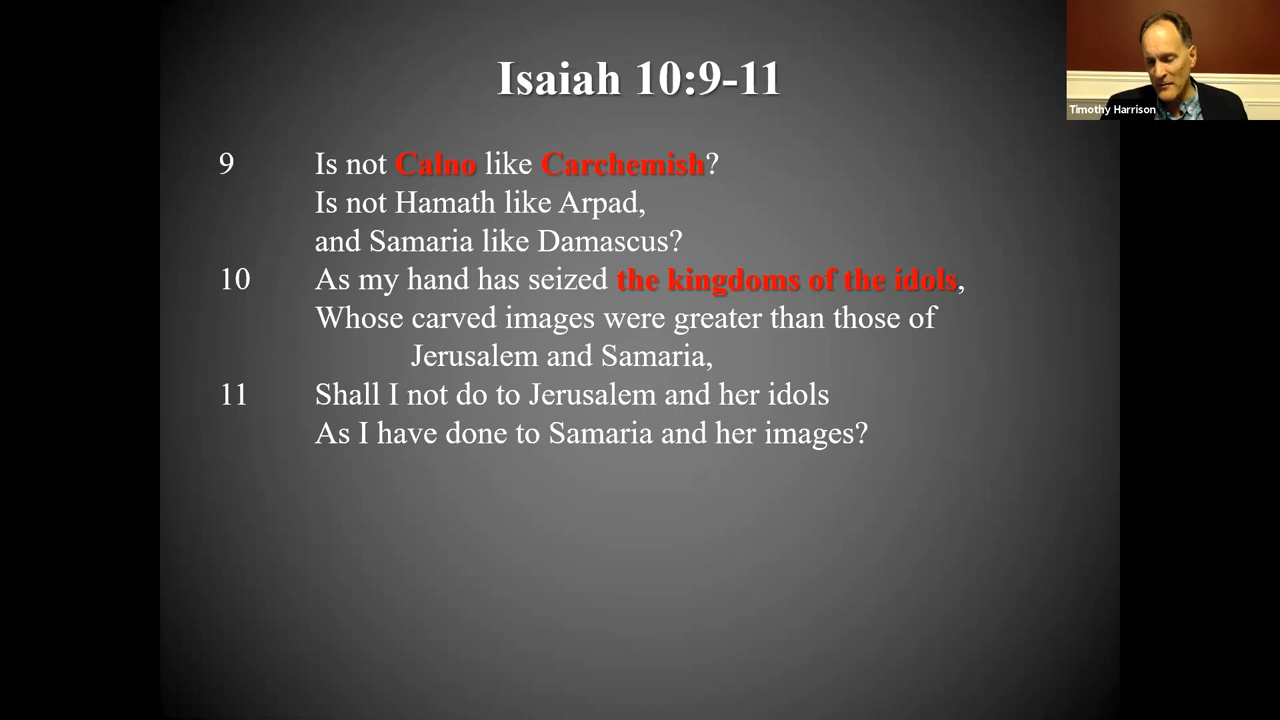 Isaiah 10:9-11
Timothy Harrison
9 Is not Calno like Carchemish?
Is not Hamath like Arpad,
and Samaria like Damascus?
10 As my hand has seized the kingdoms of the idols,
Whose carved images were greater than those of
Jerusalem and Samaria,
11 Shall I not do to Jerusalem and her idols
As I have done to Samaria and her images?